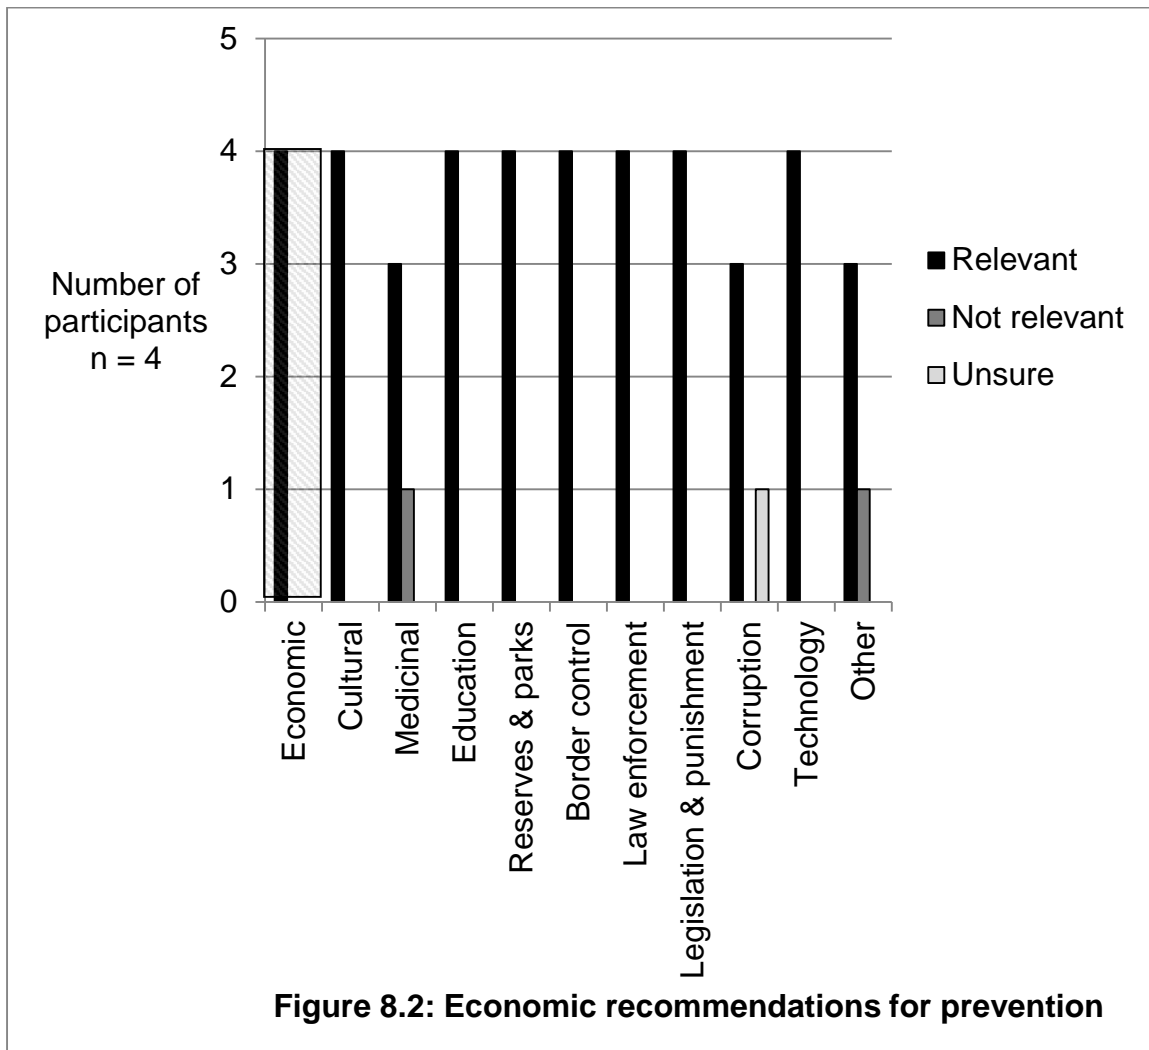 5
4
3
2
1
0
Number of
participants
n = 4
Relevant
Not relevant
Unsure
Economic
Cultural
Medicinal
Education
Reserves & parks
Border control
Law enforcement
Legislation & punishment
Corruption
Technology
Other
Figure 8.2: Economic recommendations for prevention